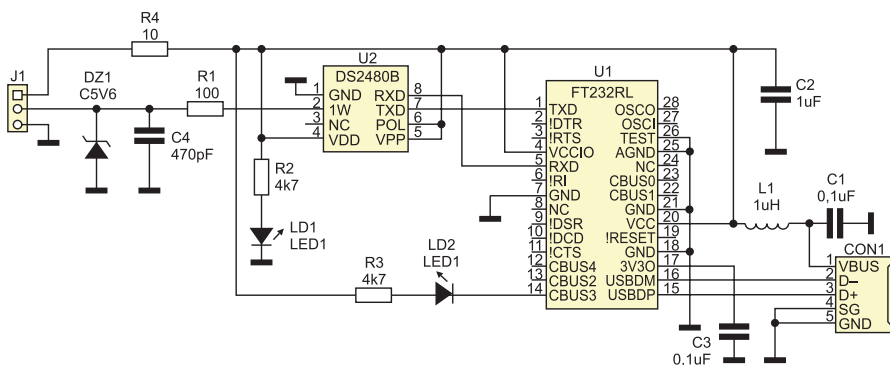 R4
10
J1
DZ1
C5V6
C4
470pF
R1
100
U2
DS2480B
1 GND RXD 8
2 1W TXD 7
3 NC POL 6
4 VDD VPP 5
R2
4k7
LD1
LED1
R3
4k7
LD2
LED1
U1
FT232RL
1 TXD OSCO 28
2 !DTR OSCI 27
3 !RTS TEST 26
4 VCCIO AGND 25
5 RXD NC 24
6 !RI CBUS0 23
7 GND CBUS1 22
8 NC GND 21
9 !DSR VCC 20
10 !DCD !RESET 19
11 !CTS GND 18
12 CBUS4 3V3O 17
13 CBUS2 USBDM 16
14 CBUS3 USBDP 15
C2
1uF
L1
1uH
C1
0,1uF
C3
0,1uF
CON1
1 VBUS
2 D−
3 D+
4 SG
5 GND